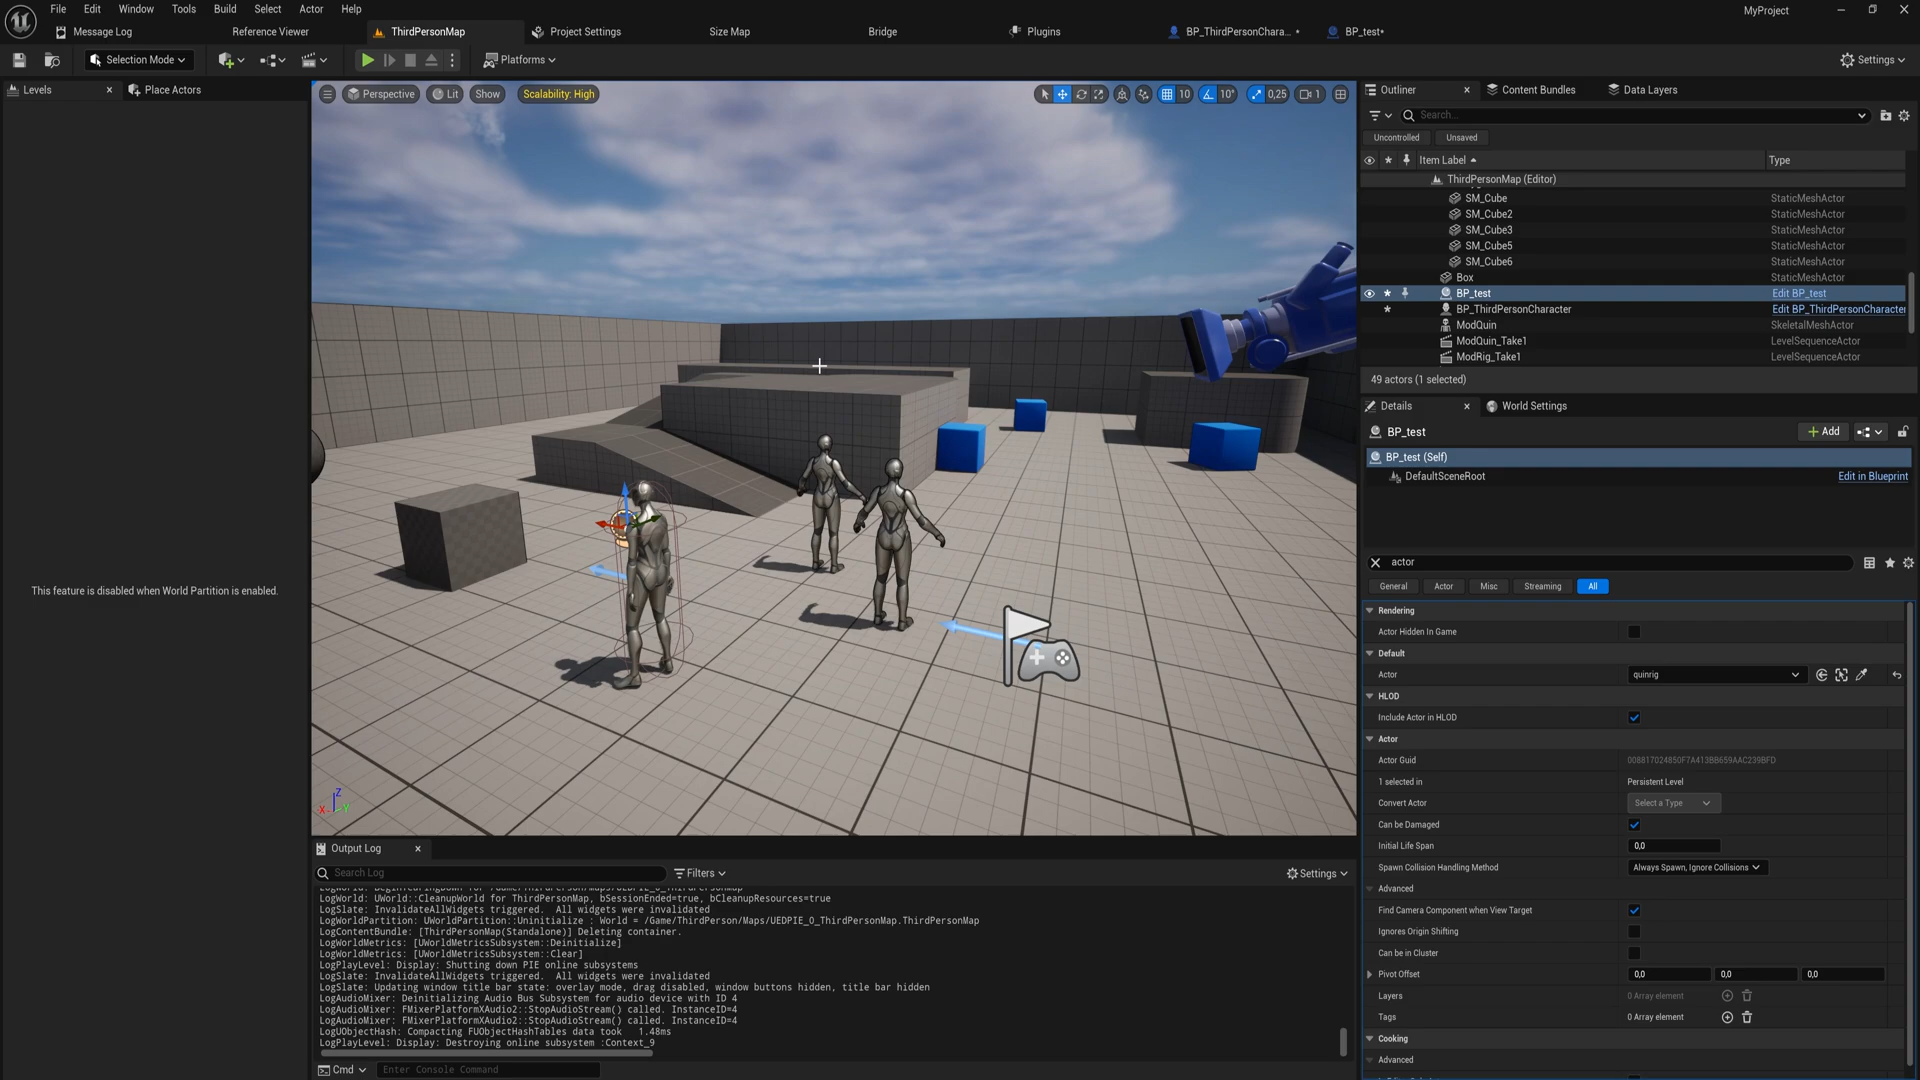 File Edit Window Tools Build Select Actor Help
MyProject
Message Log
Reference Viewer
ThirdPersonMap
Project Settings
Size Map
Bridge
Plugins
BP_ThirdPersonChara... •
BP_test•
Selection Mode
Platforms
Settings
Levels
Place Actors
This feature is disabled when World Partition is enabled.
Perspective
Lit
Show
Scalability: High
10
10°
0,25
1
Outliner
Content Bundles
Data Layers
Search...
Uncontrolled
Unsaved
Item Label
Type
ThirdPersonMap (Editor)
SM_Cube StaticMeshActor
SM_Cube2 StaticMeshActor
SM_Cube3 StaticMeshActor
SM_Cube5 StaticMeshActor
SM_Cube6 StaticMeshActor
Box StaticMeshActor
BP_test Edit BP_test
BP_ThirdPersonCharacter Edit BP_ThirdPersonCharacter
ModQuin SkeletalMeshActor
ModQuin_Take1 LevelSequenceActor
ModRig_Take1 LevelSequenceActor
49 actors (1 selected)
Details
World Settings
BP_test
Add
BP_test (Self)
DefaultSceneRoot Edit in Blueprint
actor
General Actor Misc Streaming All
Rendering
Actor Hidden In Game
Default
Actor quinrig
HLOD
Include Actor in HLOD
Actor
Actor Guid 008817024850F7A413BB659AAC239BFD
1 selected in Persistent Level
Convert Actor Select a Type
Can be Damaged
Initial Life Span 0,0
Spawn Collision Handling Method Always Spawn, Ignore Collisions
Advanced
Find Camera Component when View Target
Ignores Origin Shifting
Can be in Cluster
Pivot Offset 0,0 0,0 0,0
Layers 0 Array element
Tags 0 Array element
Cooking
Advanced
Z
X
Y
Output Log
Search Log
Filters
Settings
LogWorld: UWorld::CleanupWorld for ThirdPersonMap, bSessionEnded=true, bCleanupResources=true
LogSlate: InvalidateAllWidgets triggered.  All widgets were invalidated
LogWorldPartition: UWorldPartition::Uninitialize : World = /Game/ThirdPerson/Maps/UEDPIE_0_ThirdPersonMap.ThirdPersonMap
LogContentBundle: [ThirdPersonMap(Standalone)] Deleting container.
LogWorldMetrics: [UWorldMetricsSubsystem::Deinitialize]
LogWorldMetrics: [UWorldMetricsSubsystem::Clear]
LogPlayLevel: Display: Shutting down PIE online subsystems
LogSlate: InvalidateAllWidgets triggered.  All widgets were invalidated
LogSlate: Updating window title bar state: overlay mode, drag disabled, window buttons hidden, title bar hidden
LogAudioMixer: Deinitializing Audio Bus Subsystem for audio device with ID 4
LogAudioMixer: FMixerPlatformXAudio2::StopAudioStream() called. InstanceID=4
LogAudioMixer: FMixerPlatformXAudio2::StopAudioStream() called. InstanceID=4
LogUObjectHash: Compacting FUObjectHashTables data took   1.48ms
LogPlayLevel: Display: Destroying online subsystem :Context_9
Cmd
Enter Console Command